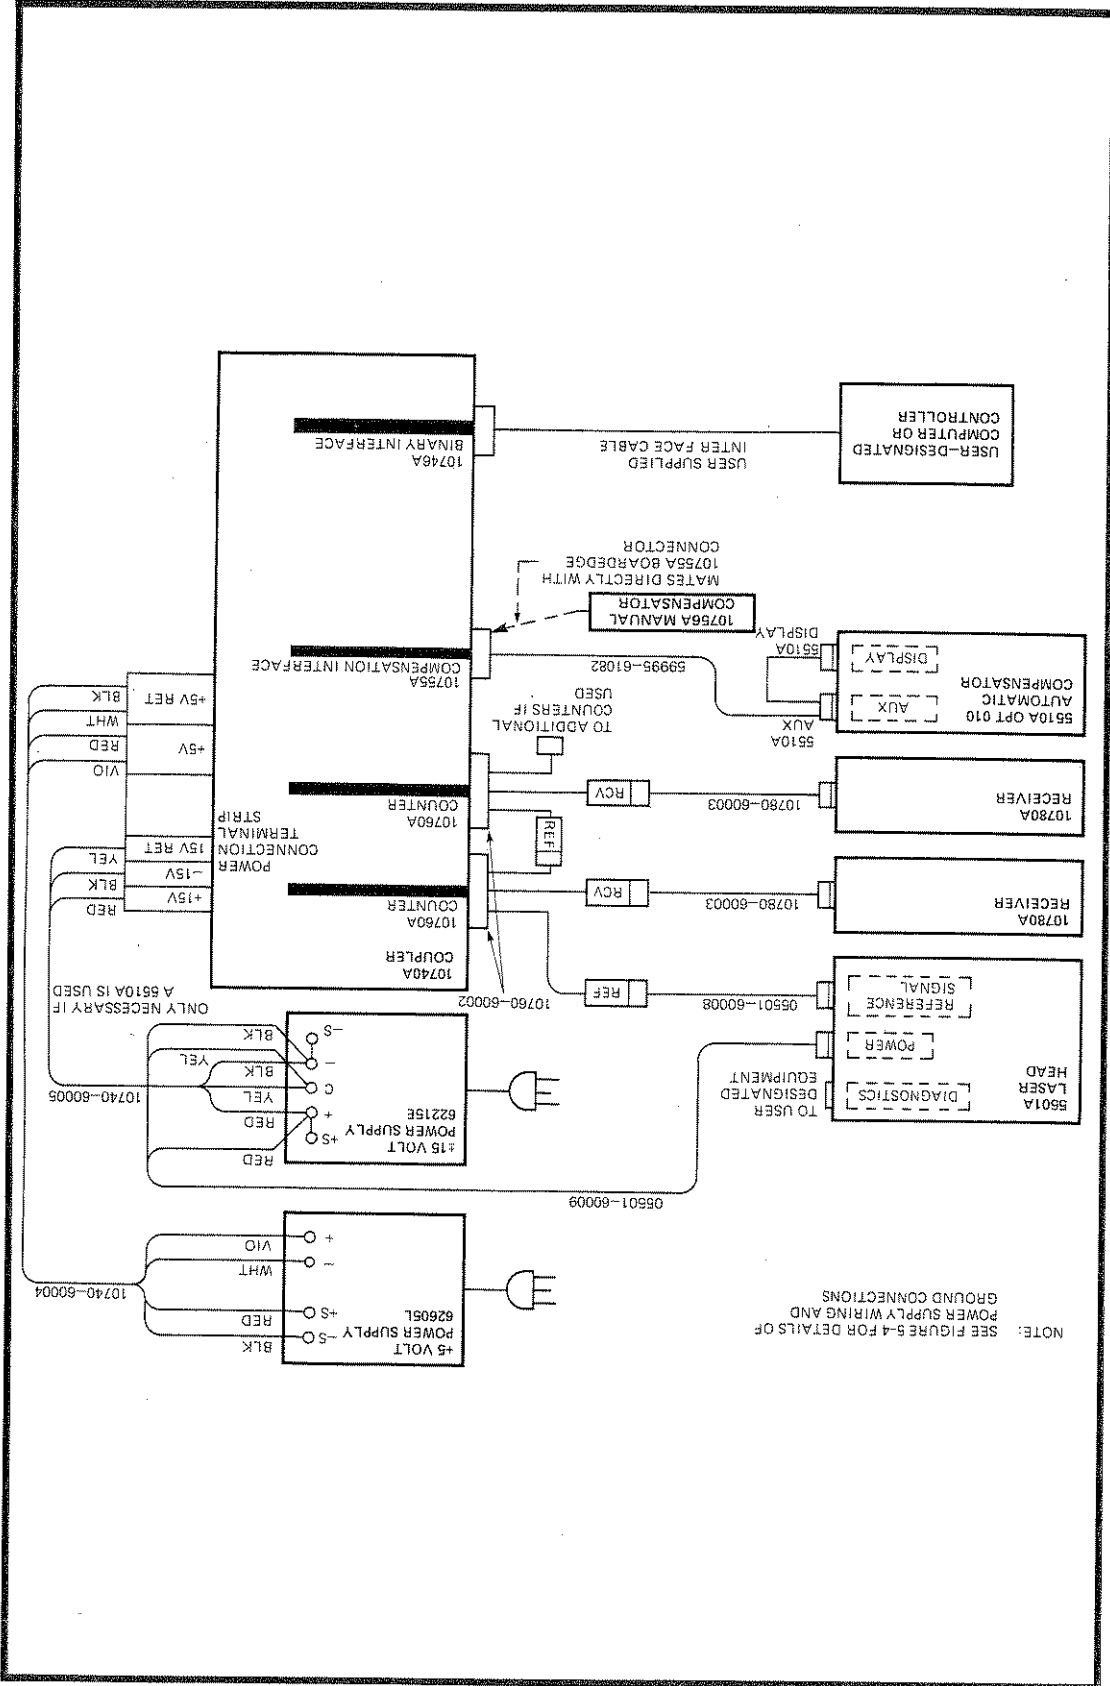 NOTE: SEE FIGURE 5-4 FOR DETAILS OF
POWER SUPPLY WIRING AND
GROUND CONNECTIONS
+5 VOLT
POWER SUPPLY
62605L
-S
+S
-
+
BLK
RED
WHT
VIO
10740-60004
05501-60009
±15 VOLT
POWER SUPPLY
62215E
+S
+
C
-
-S
RED
RED
YEL
BLK
YEL
BLK
10740-60005
ONLY NECESSARY IF
A 5510A IS USED
5501A
LASER
HEAD
DIAGNOSTICS
POWER
REFERENCE
SIGNAL
TO USER
DESIGNATED
EQUIPMENT
05501-60008
REF
10760-60002
10740A
COUPLER
10780A
RECEIVER
10780-60003
RCV
10760A
COUNTER
REF
10780A
RECEIVER
10780-60003
RCV
10760A
COUNTER
POWER
CONNECTION
TERMINAL
STRIP
+15V
-15V
15V RET
+5V
+5V RET
RED
BLK
YEL
VIO
RED
WHT
BLK
TO ADDITIONAL
COUNTERS IF
USED
5510A OPT 010
AUTOMATIC
COMPENSATOR
AUX
DISPLAY
5510A
AUX
5510A
DISPLAY
59995-61082
10755A
COMPENSATION INTERFACE
10756A MANUAL
COMPENSATOR
MATES DIRECTLY WITH
10755A BOARDEDGE
CONNECTOR
USER-DESIGNATED
COMPUTER OR
CONTROLLER
USER SUPPLIED
INTER FACE CABLE
10746A
BINARY INTERFACE